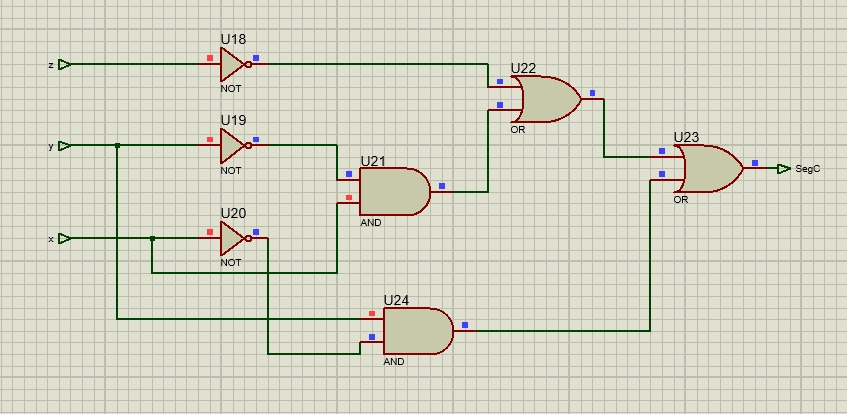 U18
z
NOT
U22
OR
U19
y
NOT
U23
SegC
OR
U21
AND
U20
x
NOT
U24
AND